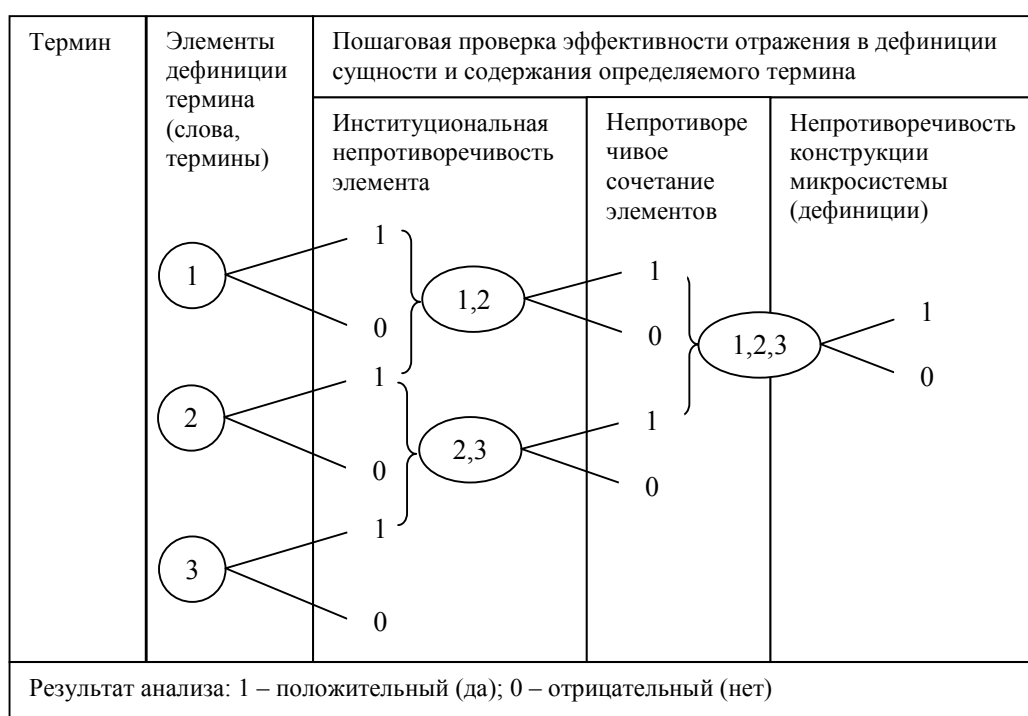 Термин
Элементы
дефиниции
термина
(слова,
термины)
Пошаговая проверка эффективности отражения в дефиниции
сущности и содержания определяемого термина
Институциональная
непротиворечивость
элемента
Непротиворе
чивое
сочетание
элементов
Непротиворечивость
конструкции
микросистемы
(дефиниции)
1
1
0
1,2
1
0
1,2,3
1
0
2
1
0
2,3
1
0
3
1
0
Результат анализа: 1 – положительный (да); 0 – отрицательный (нет)